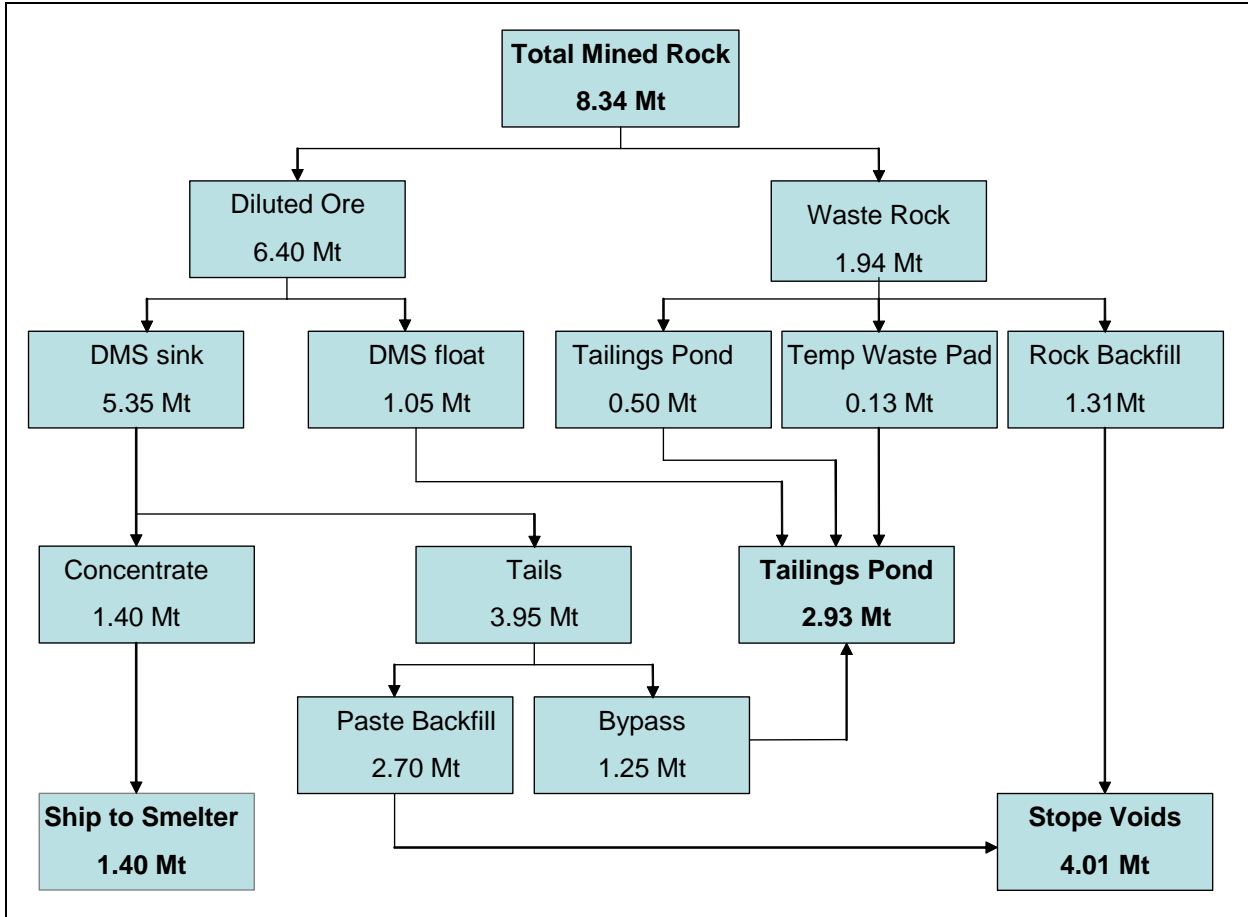 Total Mined Rock
8.34 Mt
Diluted Ore
6.40 Mt
Waste Rock
1.94 Mt
DMS sink
5.35 Mt
DMS float
1.05 Mt
Tailings Pond
0.50 Mt
Temp Waste Pad
0.13 Mt
Rock Backfill
1.31Mt
Concentrate
1.40 Mt
Tails
3.95 Mt
Tailings Pond
2.93 Mt
Paste Backfill
2.70 Mt
Bypass
1.25 Mt
Ship to Smelter
1.40 Mt
Stope Voids
4.01 Mt